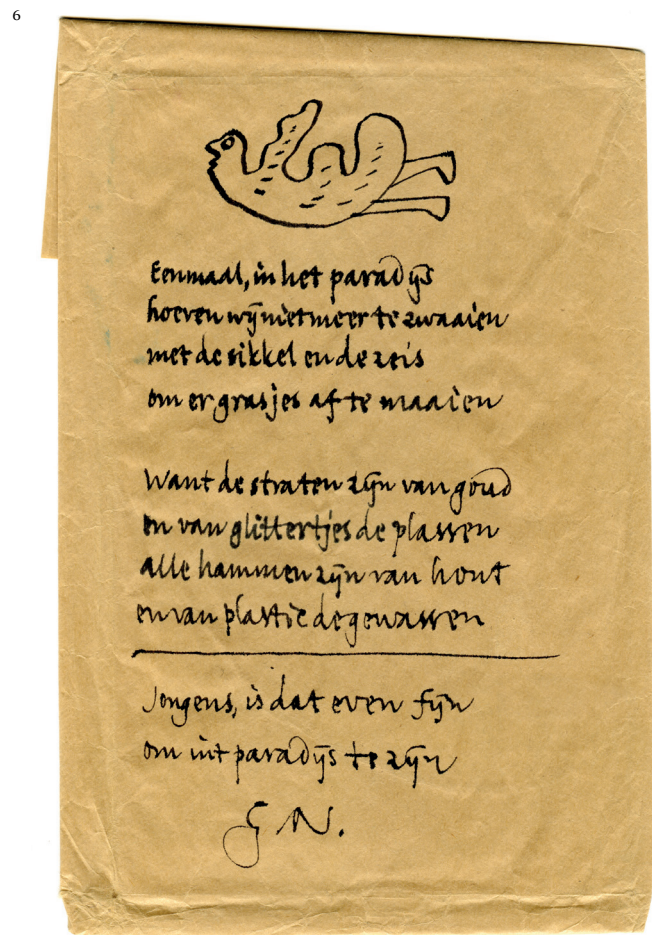 6
Eenmaal, in het paradijs
hoeven wij niet meer te zwaaien
met de sikkel en de zeis
om er grasjes af te maaien
Want de straten zijn van goud
en van glittertjes de plassen
alle hammen zijn van hout
en van plastic de gewassen
Jongens, is dat even fijn
om in't paradijs te zijn
G N.